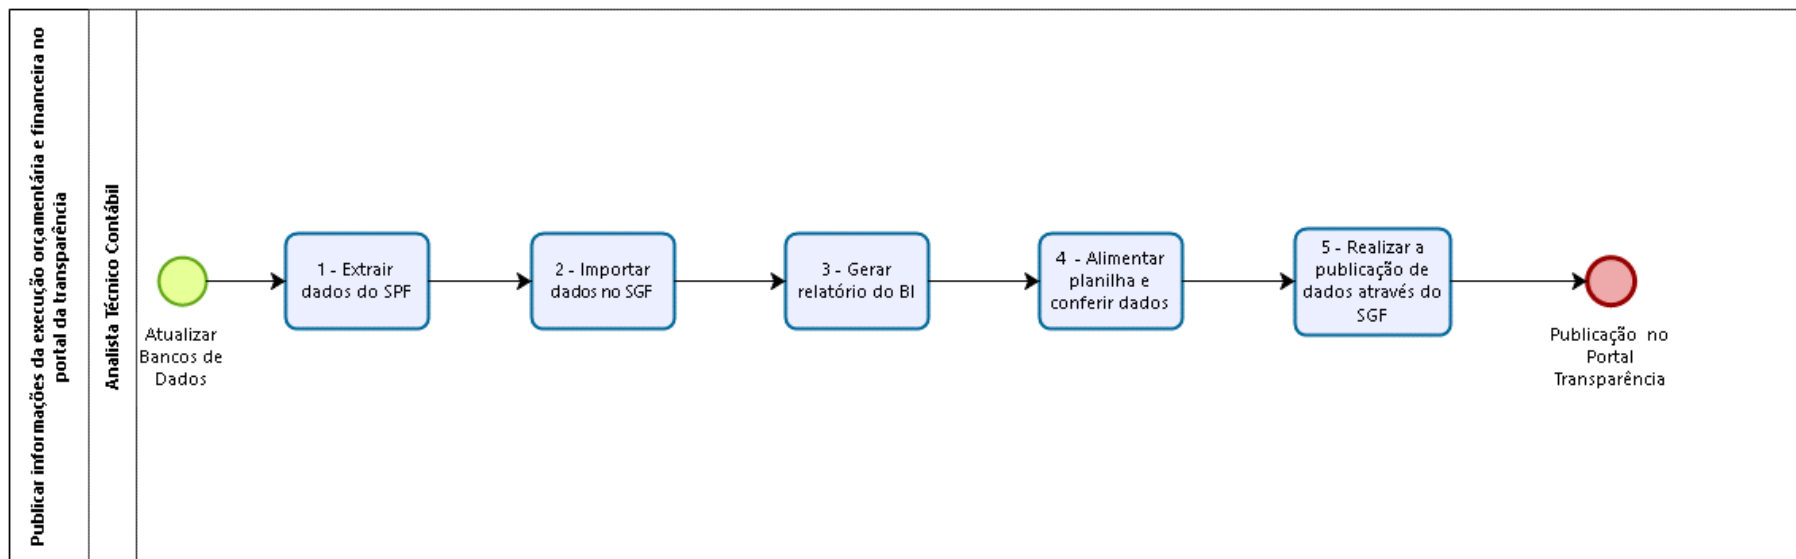 Publicar informações da execução orçamentária e financeira no
portal da transparência
Analista Técnico Contábil
Atualizar
Bancos de
Dados
1 - Extrair
dados do SPF
2 - Importar
dados no SGF
3 - Gerar
relatório do BI
4 - Alimentar
planilha e
conferir dados
5 - Realizar a
publicação de
dados através do
SGF
Publicação no
Portal
Transparência